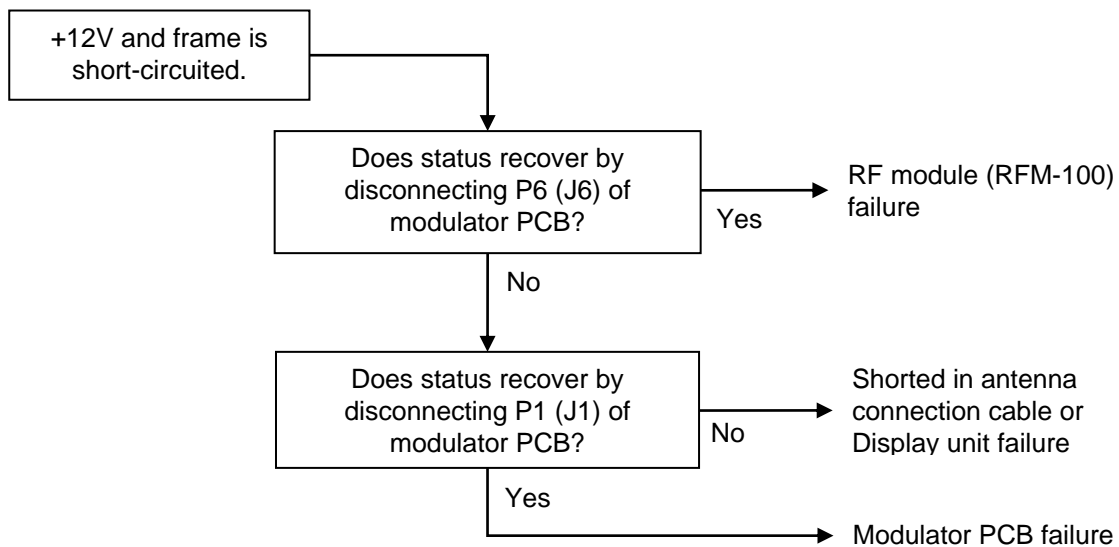 +12V and frame is
short-circuited.
Does status recover by
disconnecting P6 (J6) of
modulator PCB?
Yes
RF module (RFM-100)
failure
No
Does status recover by
disconnecting P1 (J1) of
modulator PCB?
No
Shorted in antenna
connection cable or
Display unit failure
Yes
Modulator PCB failure